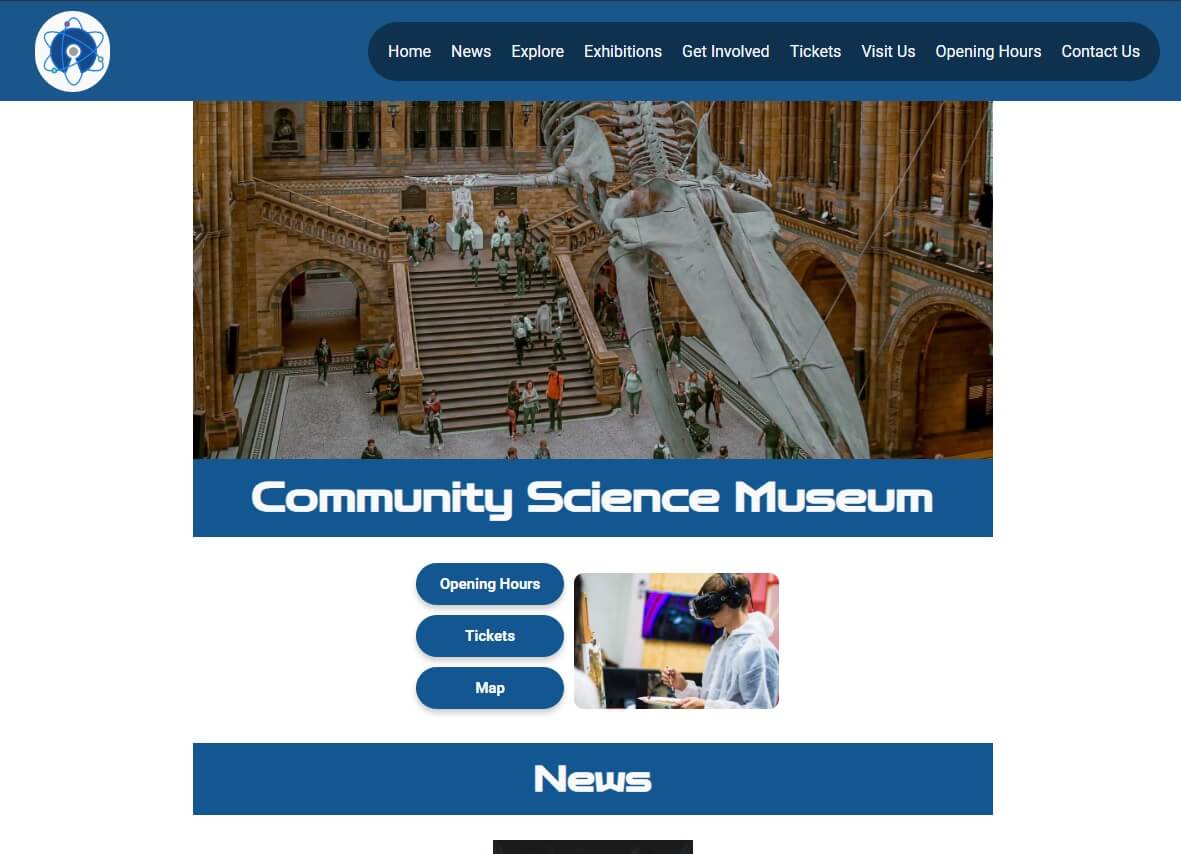 Home News Explore Exhibitions Get Involved Tickets Visit Us Opening Hours Contact Us
Community Science Museum
Opening Hours
Tickets
Map
News